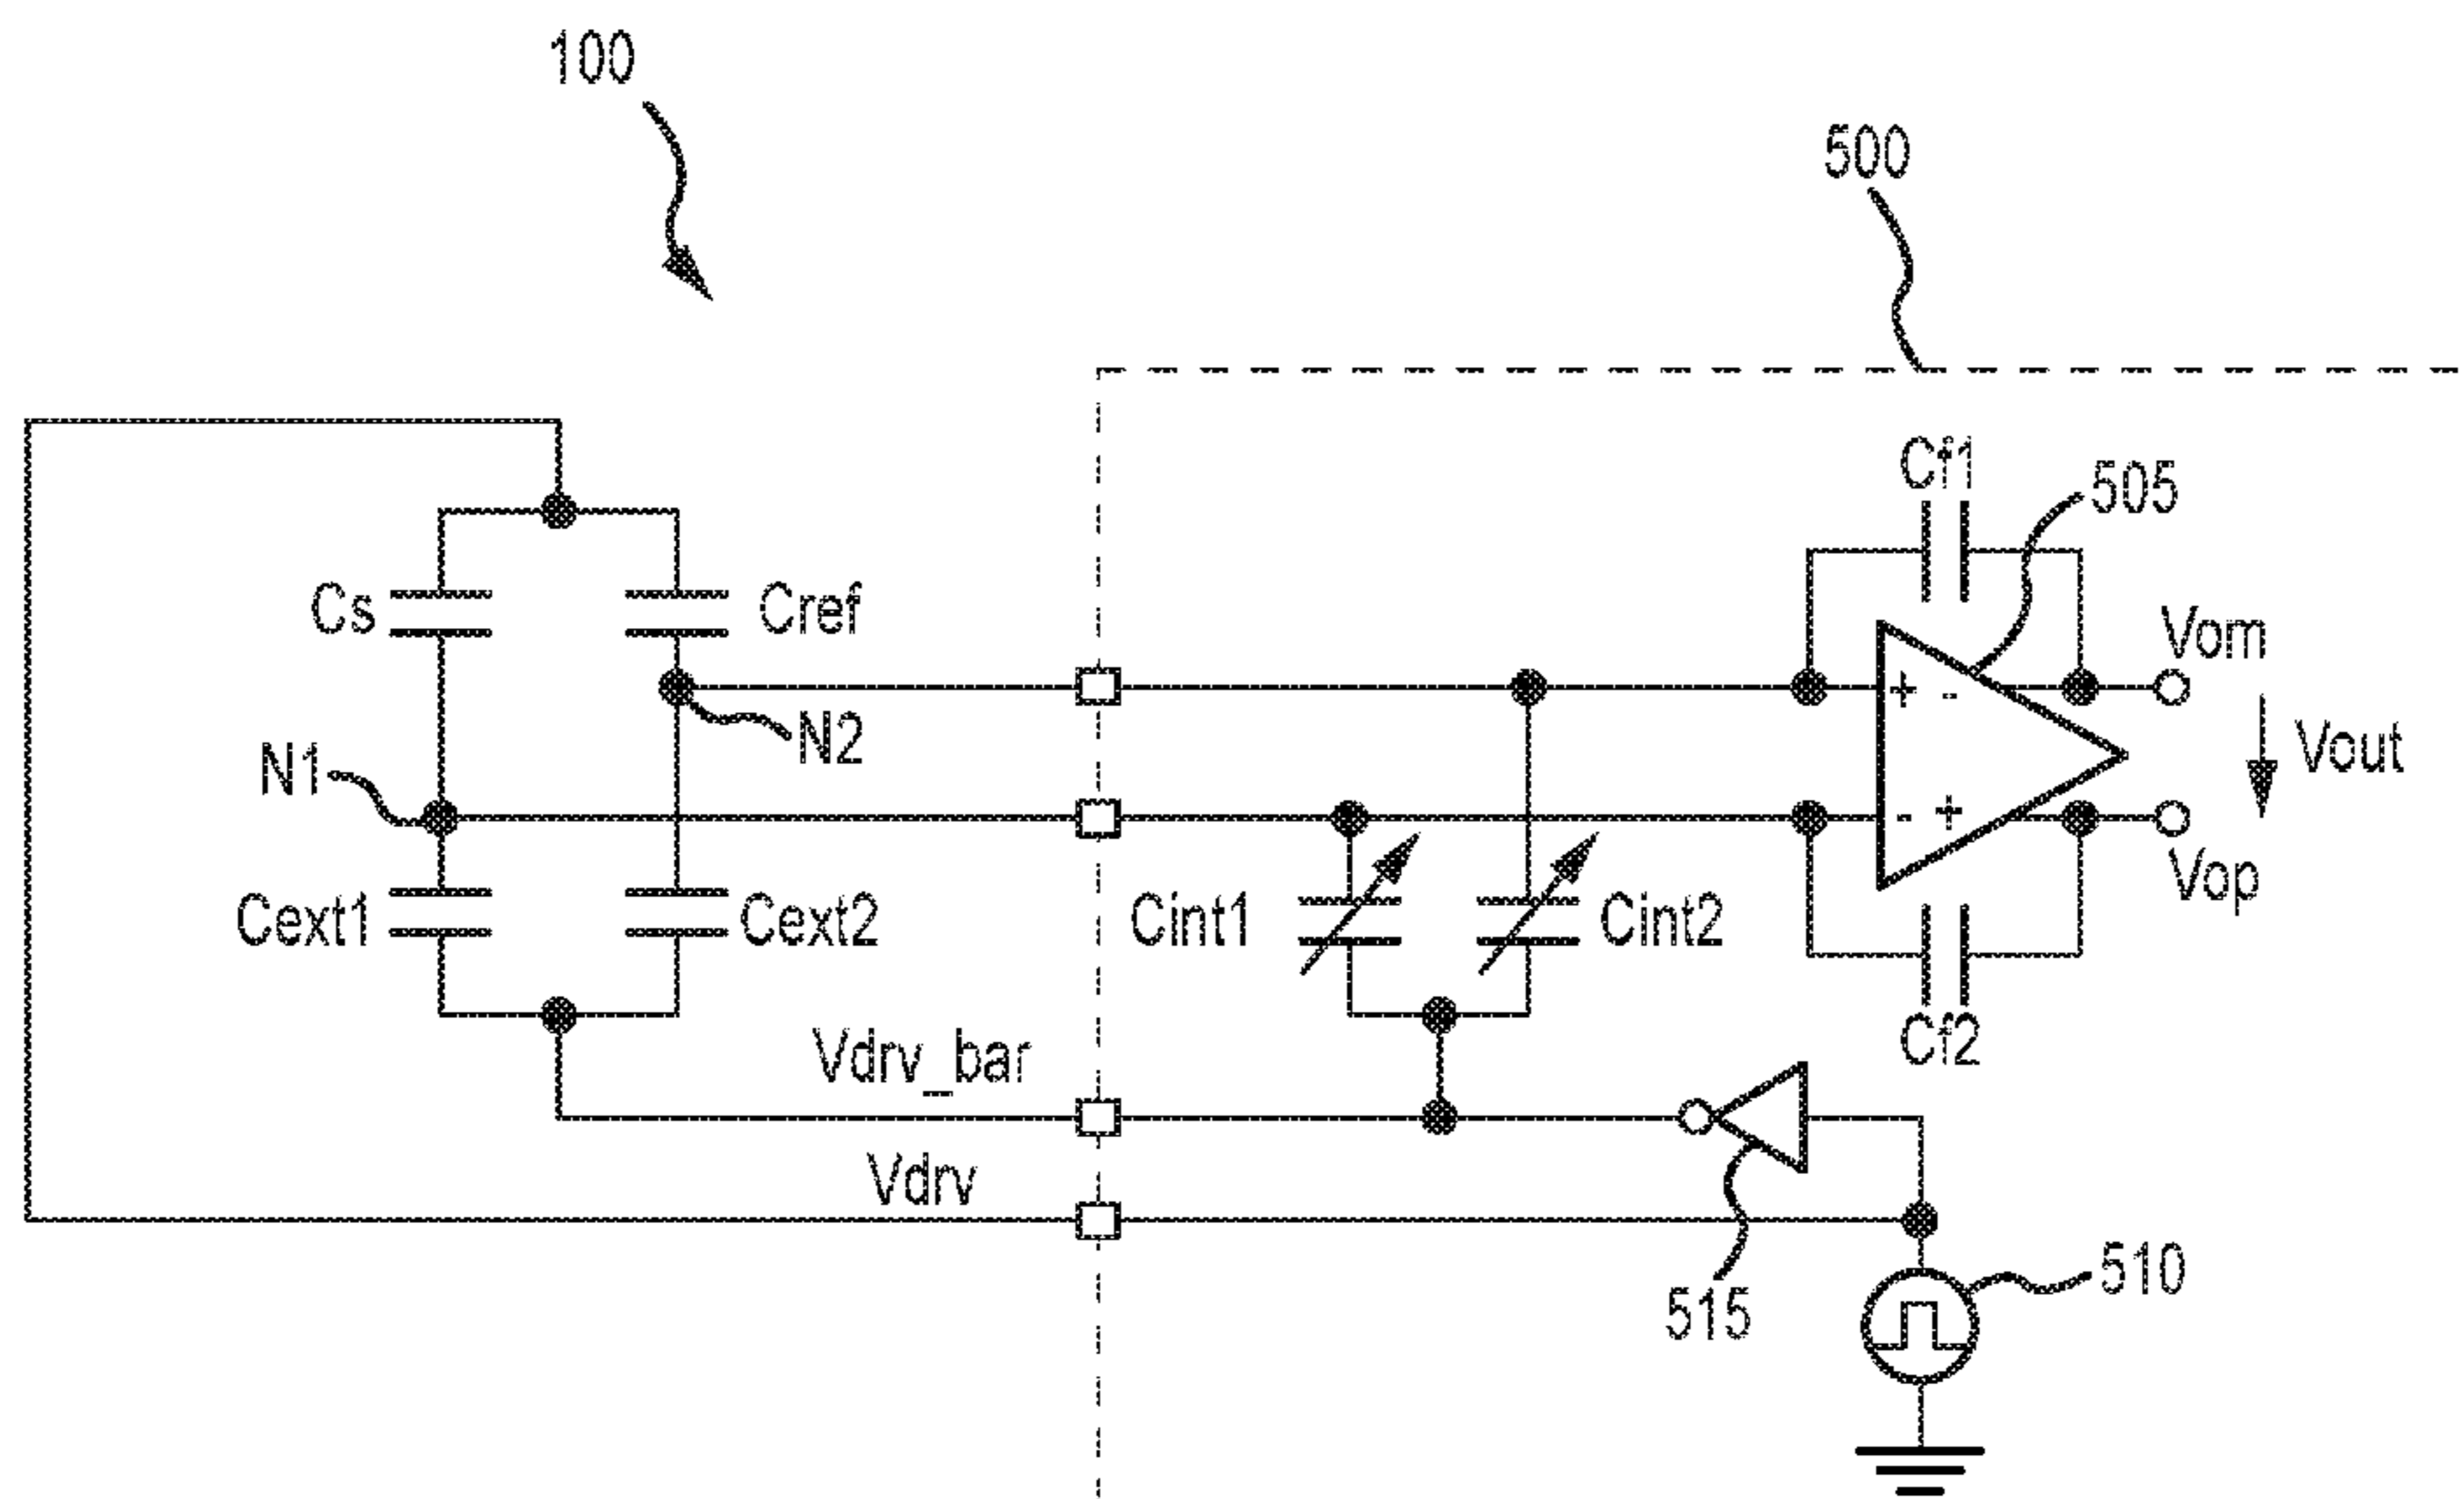 100
500
Cf1
505
Cs
Cref
Vom
+ -
N2
N1
Vout
- +
Vop
Cext1
Cext2
Cint1
Cint2
Cf2
Vdrv_bar
Vdrv
515
510